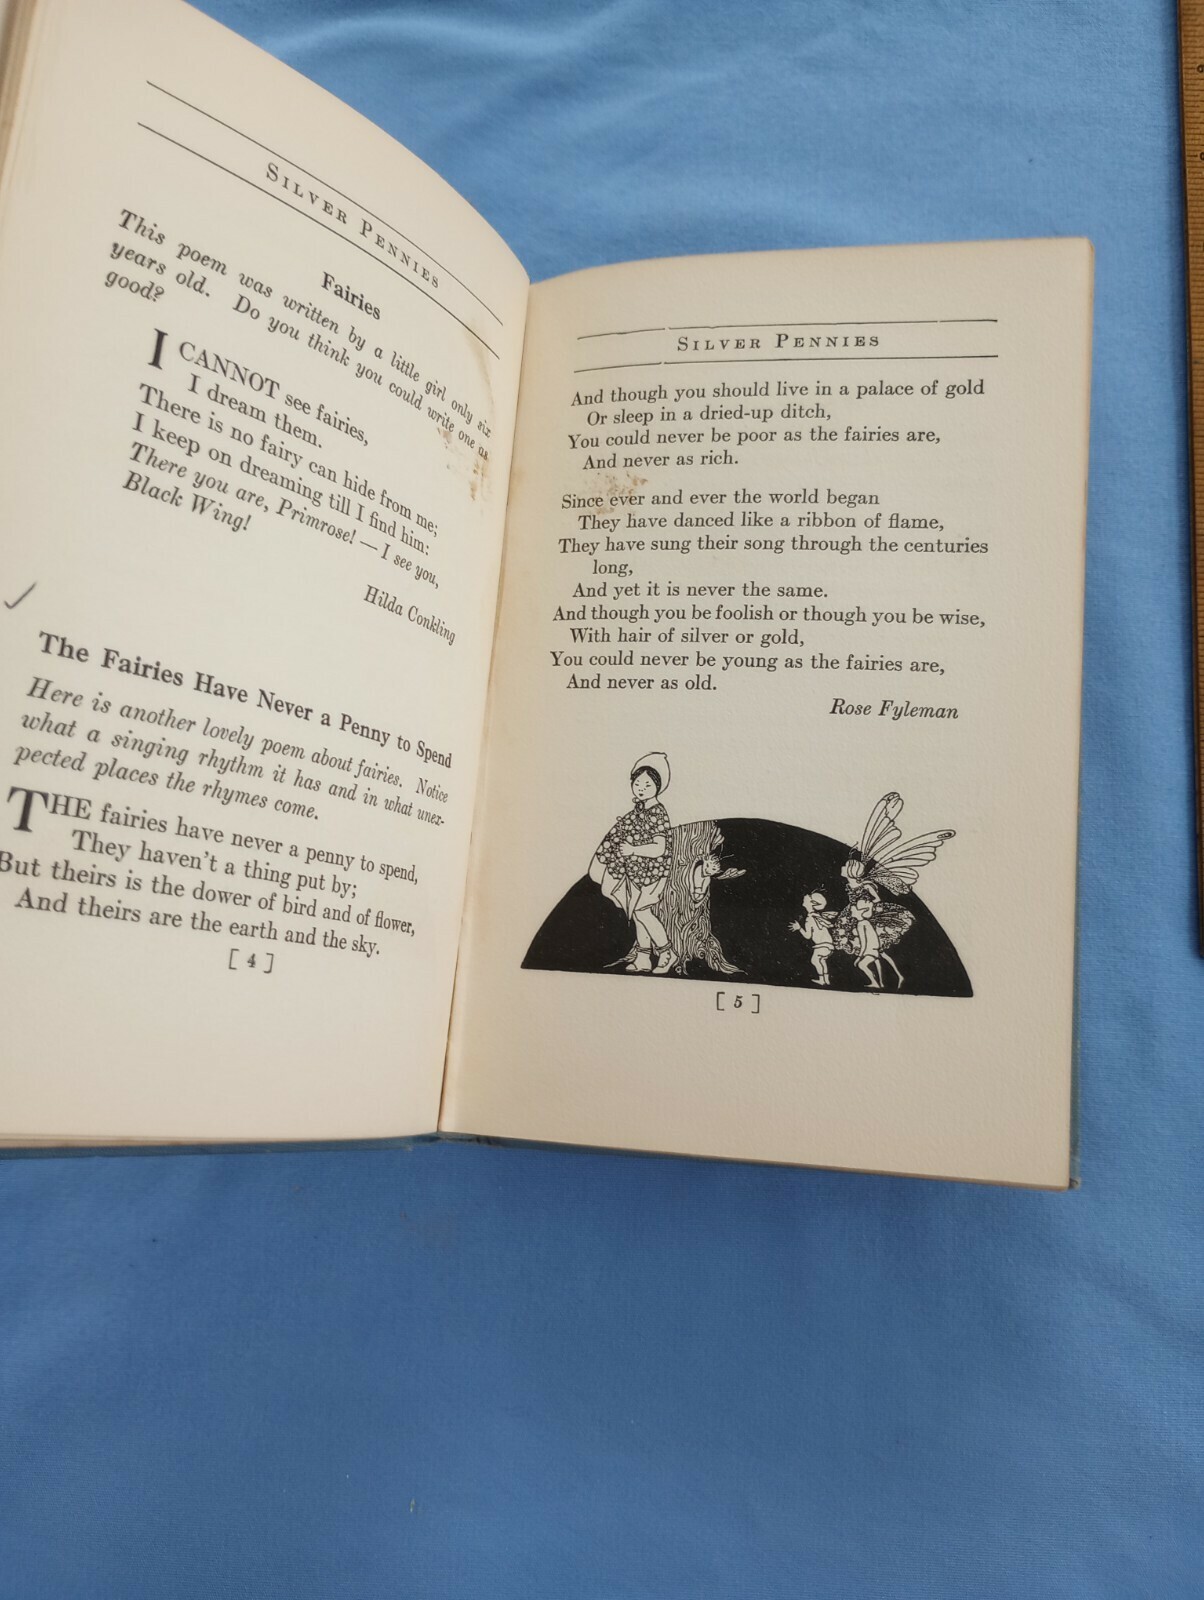 SILVER PENNIES
Fairies
This poem was written by a little girl only six
years old. Do you think you could write one as
good?
I CANNOT see fairies,
I dream them.
There is no fairy can hide from me;
I keep on dreaming till I find him:
There you are, Primrose! — I see you,
Black Wing!
Hilda Conkling
The Fairies Have Never a Penny to Spend
Here is another lovely poem about fairies. Notice
what a singing rhythm it has and in what unex-
pected places the rhymes come.
THE fairies have never a penny to spend,
They haven't a thing put by;
But theirs is the dower of bird and of flower,
And theirs are the earth and the sky.
[ 4 ]
SILVER PENNIES
And though you should live in a palace of gold
Or sleep in a dried-up ditch,
You could never be poor as the fairies are,
And never as rich.
Since ever and ever the world began
They have danced like a ribbon of flame,
They have sung their song through the centuries
long,
And yet it is never the same.
And though you be foolish or though you be wise,
With hair of silver or gold,
You could never be young as the fairies are,
And never as old.
Rose Fyleman
[ 5 ]